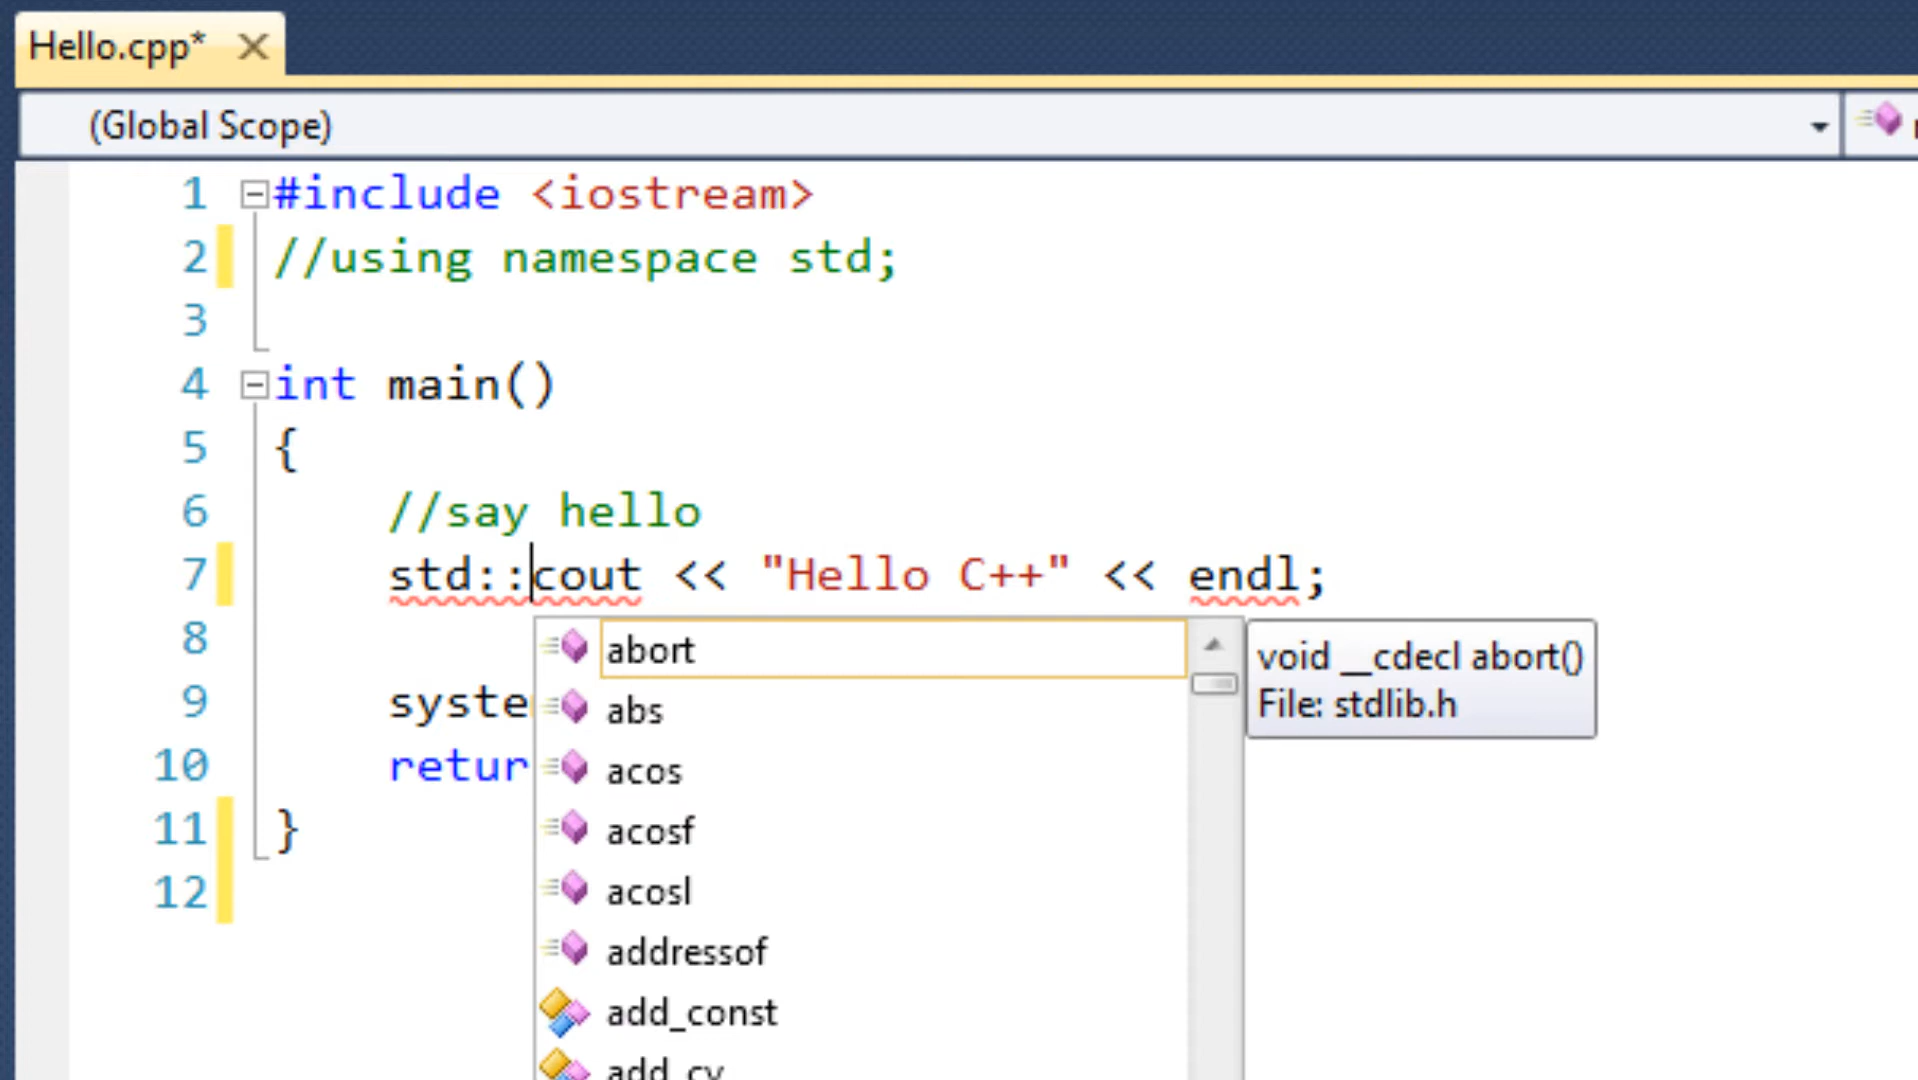 Hello.cpp*
(Global Scope)
1 #include <iostream>
2 //using namespace std;
3
4 int main()
5 {
6 //say hello
7 std::cout << "Hello C++" << endl;
8
9 syste
10 retur
11 }
12
abort
abs
acos
acosf
acosl
addressof
add_const
add_cv
void __cdecl abort()
File: stdlib.h